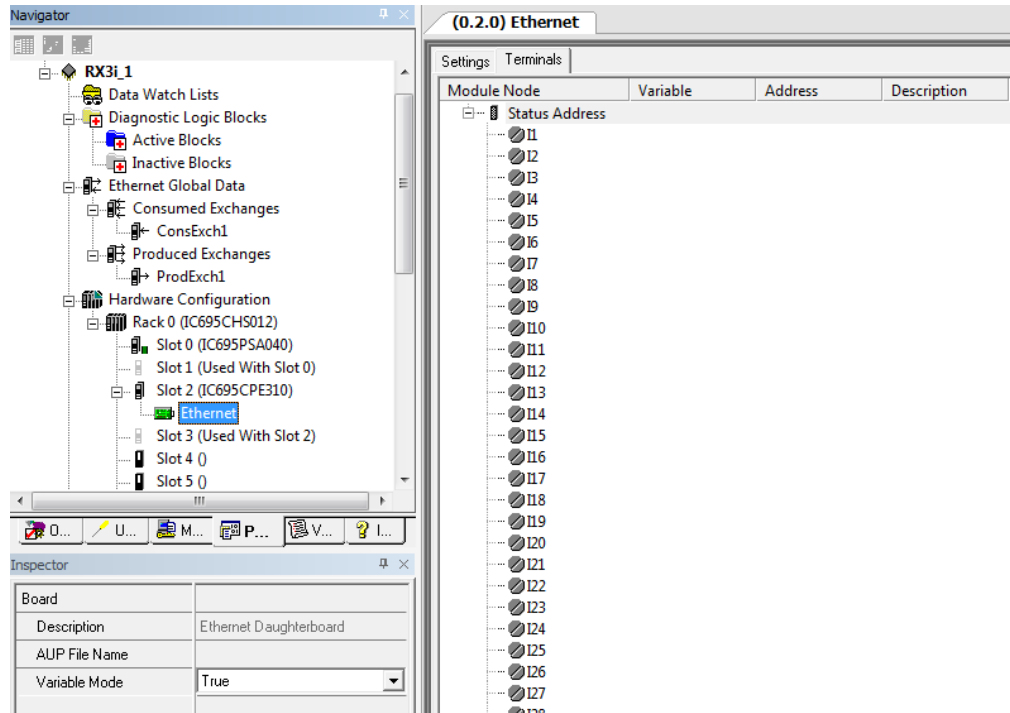 Navigator
RX3i_1
Data Watch Lists
Diagnostic Logic Blocks
Active Blocks
Inactive Blocks
Ethernet Global Data
Consumed Exchanges
ConsExch1
Produced Exchanges
ProdExch1
Hardware Configuration
Rack 0 (IC695CHS012)
Slot 0 (IC695PSA040)
Slot 1 (Used With Slot 0)
Slot 2 (IC695CPE310)
Ethernet
Slot 3 (Used With Slot 2)
Slot 4 ()
Slot 5 ()
O... U... M... P... V... I...
Inspector
Board
Description Ethernet Daughterboard
AUP File Name
Variable Mode True
(0.2.0) Ethernet
Settings Terminals
Module Node Variable Address Description
Status Address
I1
I2
I3
I4
I5
I6
I7
I8
I9
I10
I11
I12
I13
I14
I15
I16
I17
I18
I19
I20
I21
I22
I23
I24
I25
I26
I27